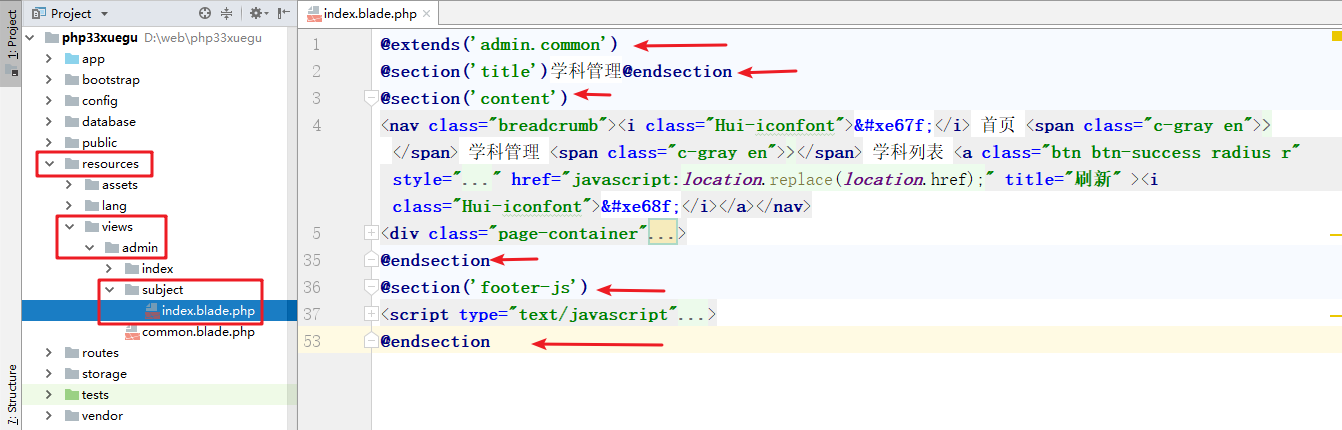 Project
index.blade.php
1: Project
7: Structure
php33xuegu D:\web\php33xuegu
app
bootstrap
config
database
public
resources
assets
lang
views
admin
index
subject
index.blade.php
common.blade.php
routes
storage
tests
vendor
1 @extends('admin.common')
2 @section('title')学科管理@endsection
3 @section('content')
4 <nav class="breadcrumb"><i class="Hui-iconfont">&#xe67f;</i> 首页 <span class="c-gray en">>
</span> 学科管理 <span class="c-gray en">></span> 学科列表 <a class="btn btn-success radius r"
style="..." href="javascript:location.replace(location.href);" title="刷新" ><i
class="Hui-iconfont">&#xe68f;</i></a></nav>
5 <div class="page-container"...>
35 @endsection
36 @section('footer-js')
37 <script type="text/javascript"...>
53 @endsection